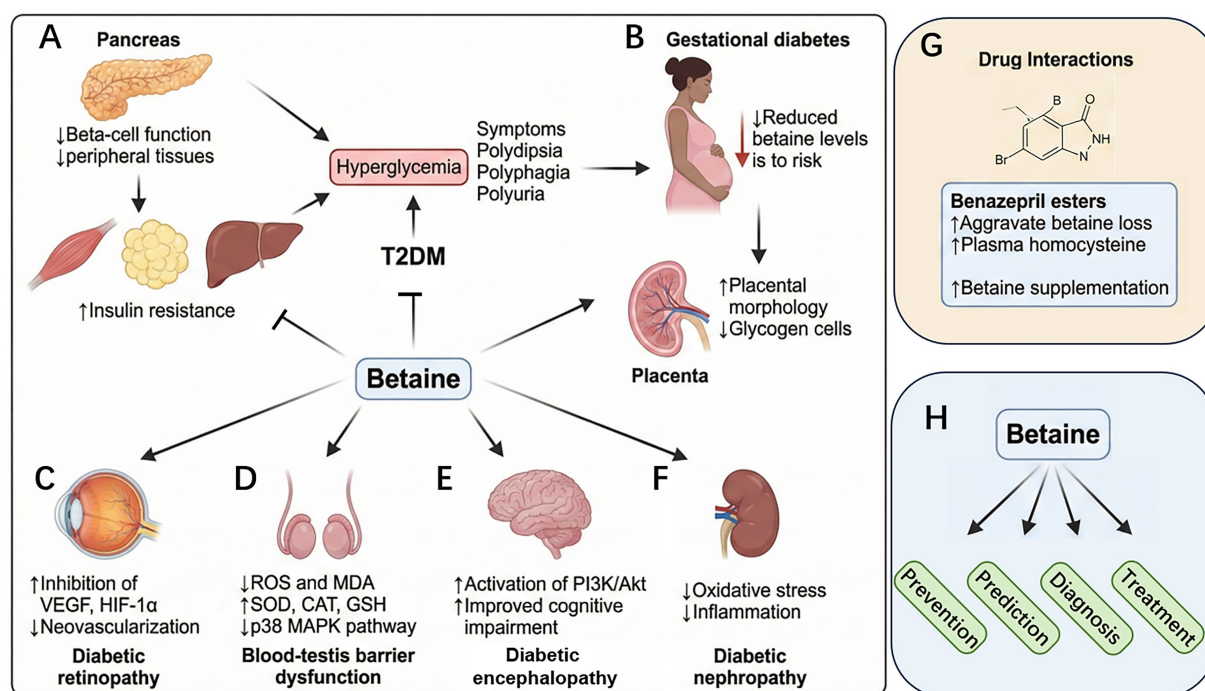 A
Pancreas
↓Beta-cell function
↓peripheral tissues
↑Insulin resistance
Hyperglycemia
Symptoms
Polydipsia
Polyphagia
Polyuria
T2DM
Betaine
B
Gestational diabetes
↓Reduced
betaine levels
is to risk
↑Placental
morphology
↓Glycogen cells
Placenta
C
↑Inhibition of
VEGF, HIF-1α
↓Neovascularization
Diabetic
retinopathy
D
↓ROS and MDA
↑SOD, CAT, GSH
↓p38 MAPK pathway
Blood-testis barrier
dysfunction
E
↑Activation of PI3K/Akt
↑Improved cognitive
impairment
Diabetic
encephalopathy
F
↓Oxidative stress
↓Inflammation
Diabetic
nephropathy
G
Drug Interactions
B
O
NH
N
Br
Benazepril esters
↑Aggravate betaine loss
↑Plasma homocysteine
↑Betaine supplementation
H
Betaine
Prevention
Prediction
Diagnosis
Treatment